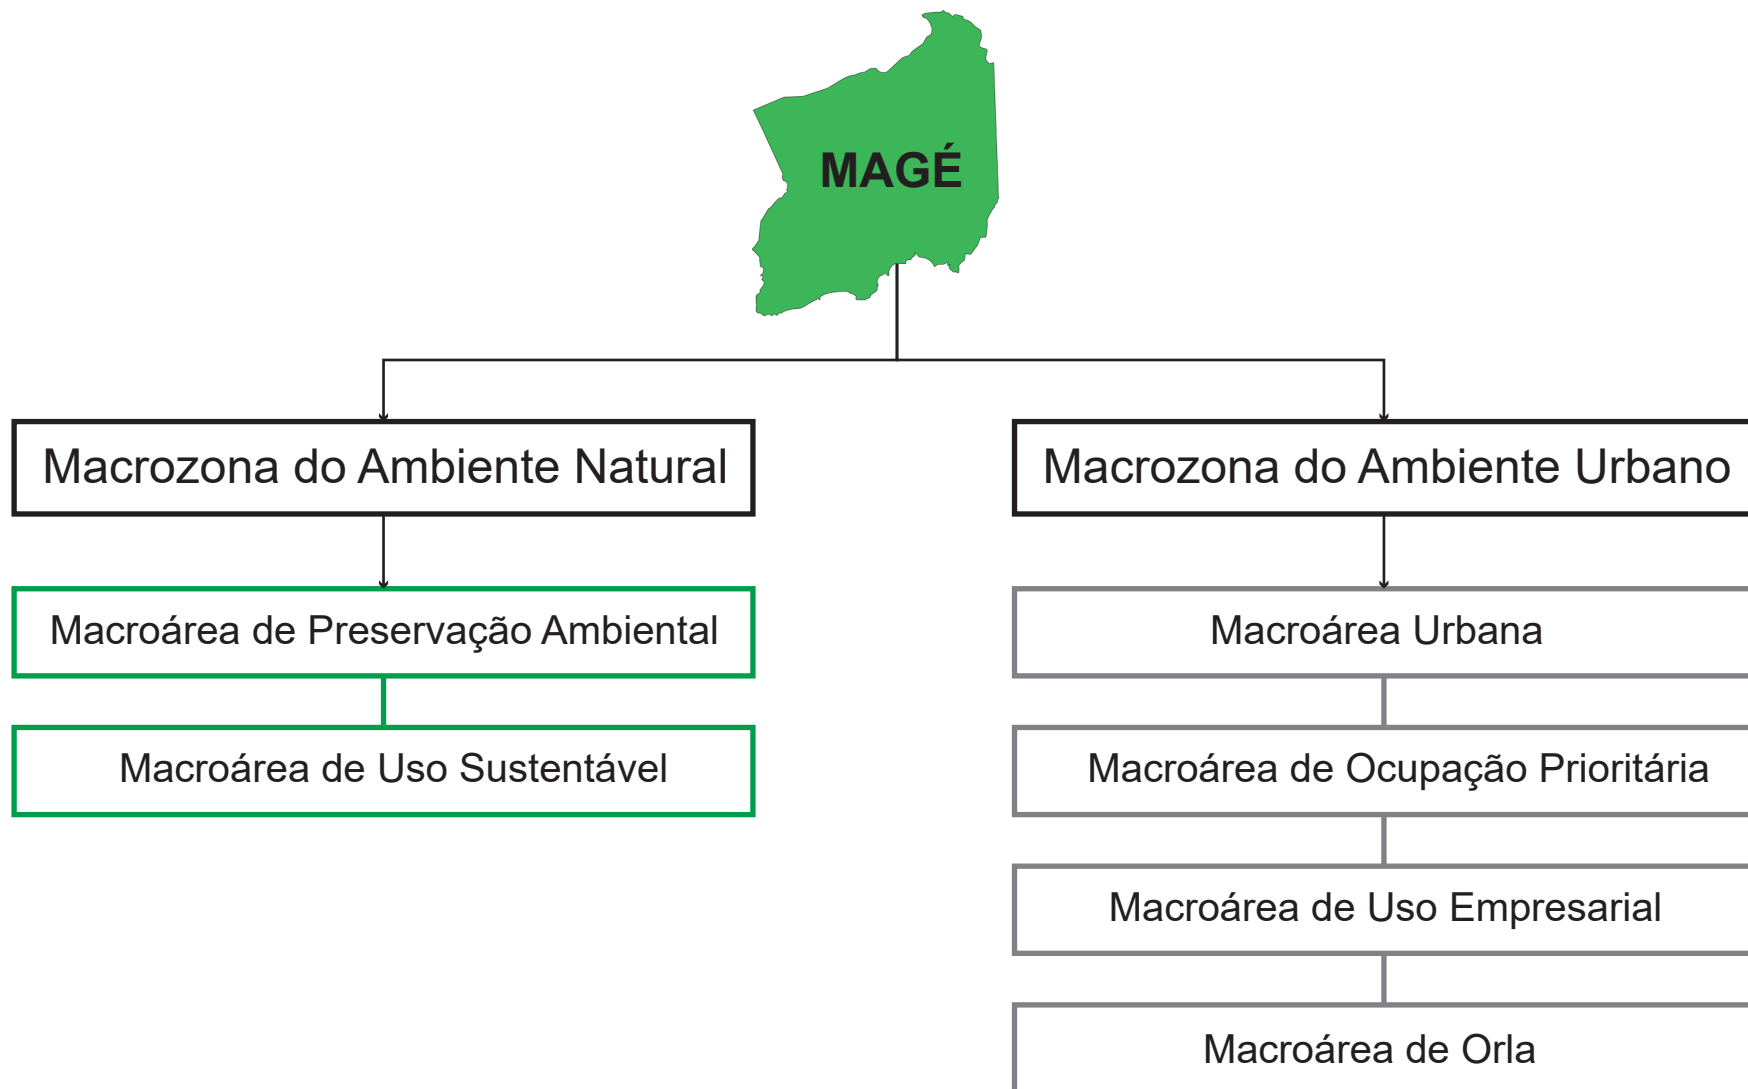 MAGÉ
Macrozona do Ambiente Natural
Macroárea de Preservação Ambiental
Macroárea de Uso Sustentável
Macrozona do Ambiente Urbano
Macroárea Urbana
Macroárea de Ocupação Prioritária
Macroárea de Uso Empresarial
Macroárea de Orla